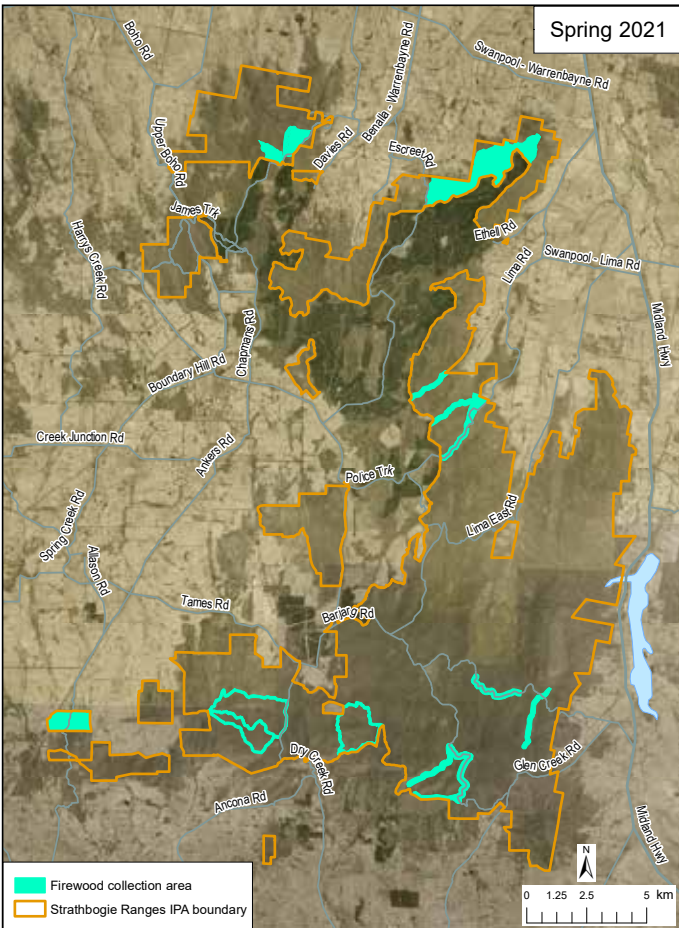 Spring 2021
Boho Rd
Swanpool - Warrenbayne Rd
Benalla - Warrenbayne Rd
Upper Boho Rd
Davies Rd
Escreet Rd
James Trk
Harrys Creek Rd
Ethell Rd
Lima Rd
Swanpool - Lima Rd
Midland Hwy
Chapmans Rd
Boundary Hill Rd
Creek Junction Rd
Ankers Rd
Police Trk
Spring Creek Rd
Lima East Rd
Allason Rd
Tames Rd
Barjarg Rd
Dry Creek Rd
Glen Creek Rd
Ancona Rd
Midland Hwy
Firewood collection area
Strathbogie Ranges IPA boundary
N
0 1.25 2.5 5 km